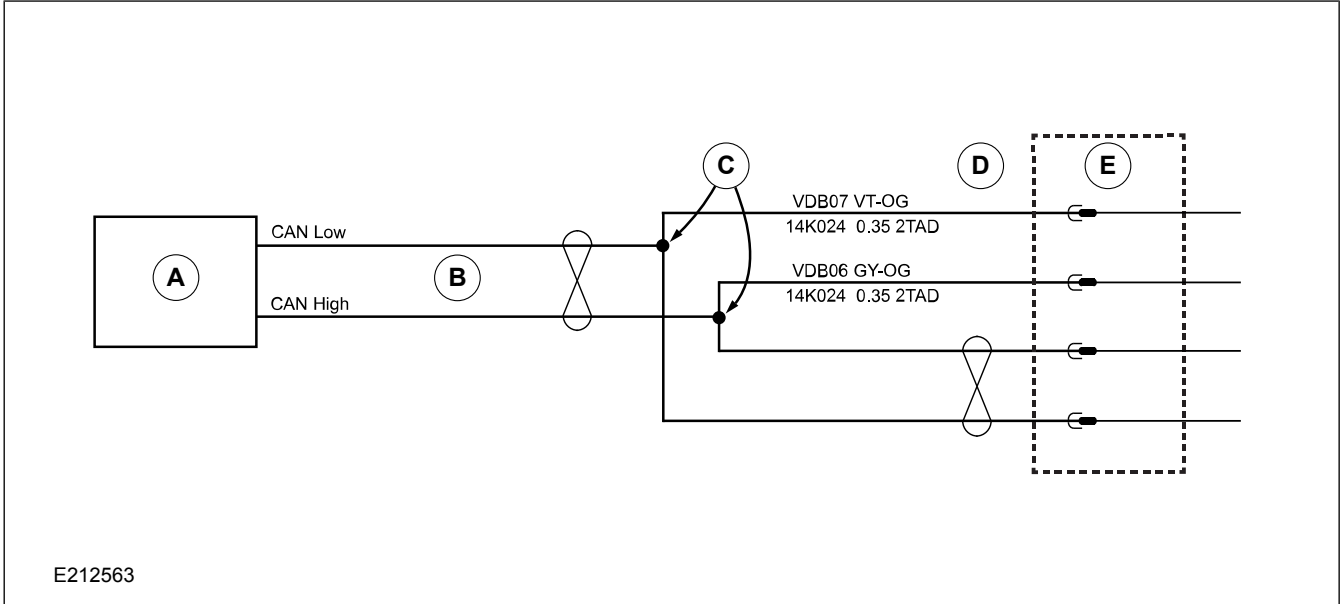 C
D
E
VDB07 VT-OG
14K024 0.35 2TAD
CAN Low
A
B
VDB06 GY-OG
14K024 0.35 2TAD
CAN High
E212563